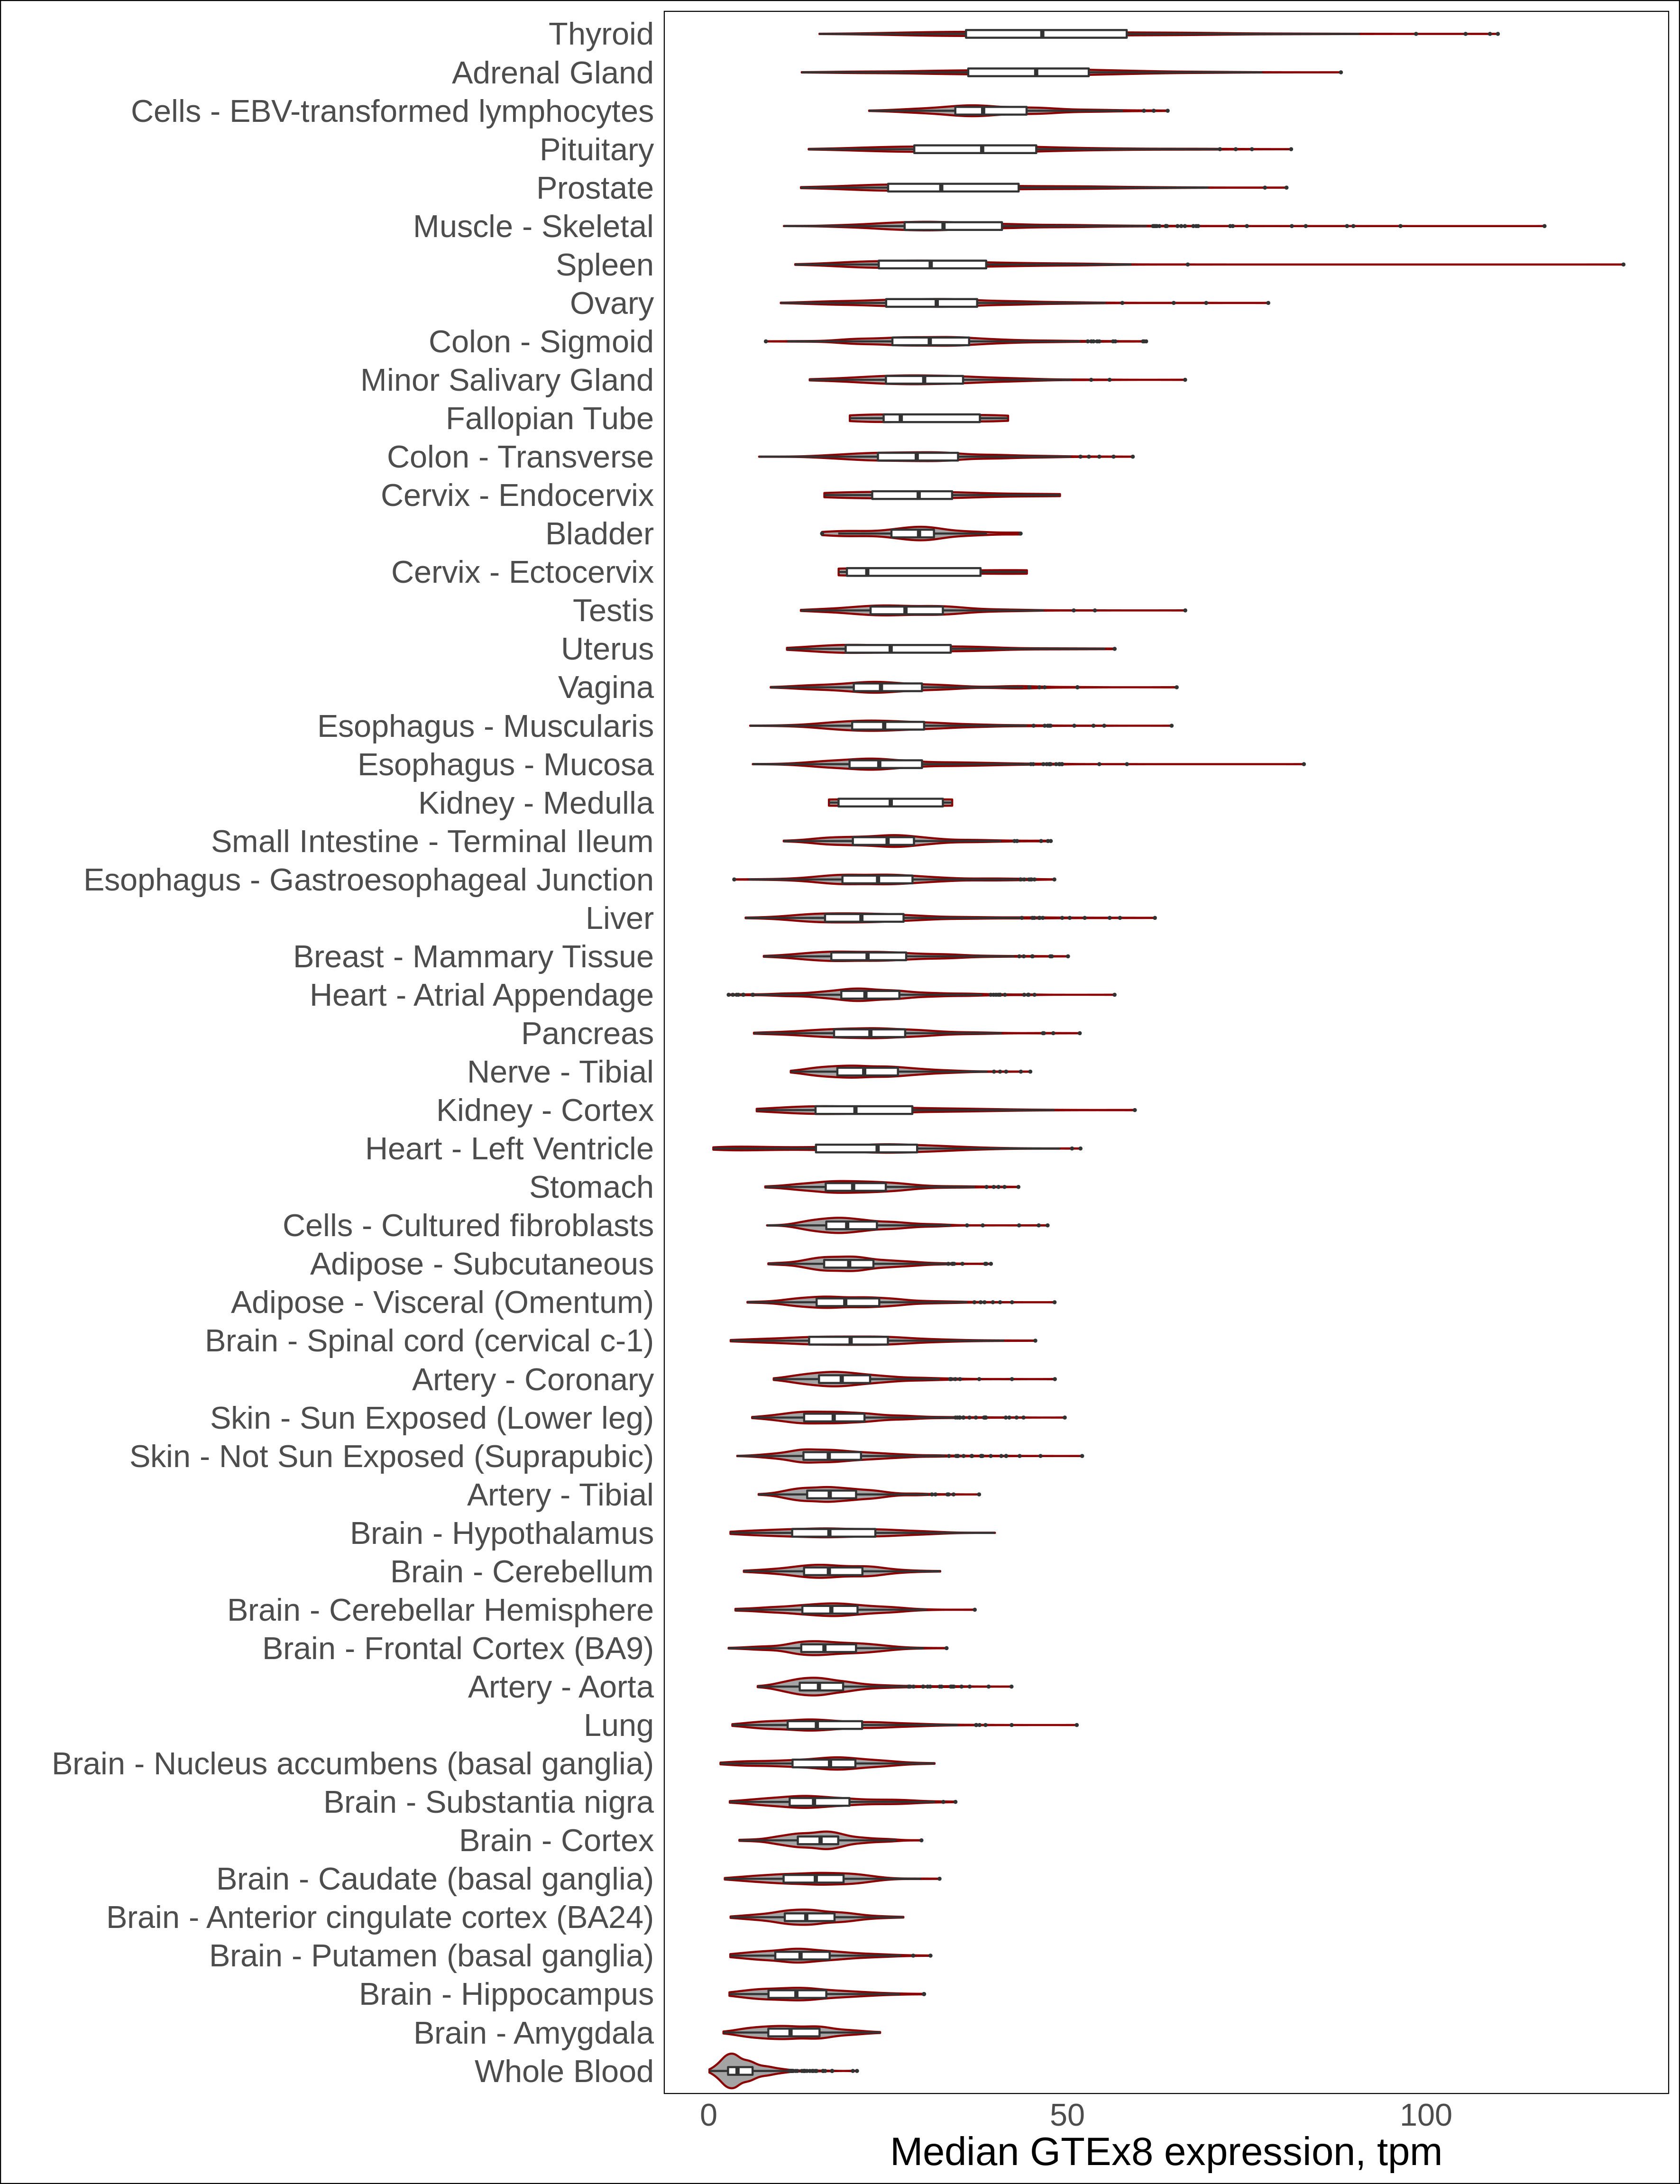 Thyroid
Adrenal Gland
Cells - EBV-transformed lymphocytes
Pituitary
Prostate
Muscle - Skeletal
Spleen
Ovary
Colon - Sigmoid
Minor Salivary Gland
Fallopian Tube
Colon - Transverse
Cervix - Endocervix
Bladder
Cervix - Ectocervix
Testis
Uterus
Vagina
Esophagus - Muscularis
Esophagus - Mucosa
Kidney - Medulla
Small Intestine - Terminal Ileum
Esophagus - Gastroesophageal Junction
Liver
Breast - Mammary Tissue
Heart - Atrial Appendage
Pancreas
Nerve - Tibial
Kidney - Cortex
Heart - Left Ventricle
Stomach
Cells - Cultured fibroblasts
Adipose - Subcutaneous
Adipose - Visceral (Omentum)
Brain - Spinal cord (cervical c-1)
Artery - Coronary
Skin - Sun Exposed (Lower leg)
Skin - Not Sun Exposed (Suprapubic)
Artery - Tibial
Brain - Hypothalamus
Brain - Cerebellum
Brain - Cerebellar Hemisphere
Brain - Frontal Cortex (BA9)
Artery - Aorta
Lung
Brain - Nucleus accumbens (basal ganglia)
Brain - Substantia nigra
Brain - Cortex
Brain - Caudate (basal ganglia)
Brain - Anterior cingulate cortex (BA24)
Brain - Putamen (basal ganglia)
Brain - Hippocampus
Brain - Amygdala
Whole Blood
0 50 100
Median GTEx8 expression, tpm